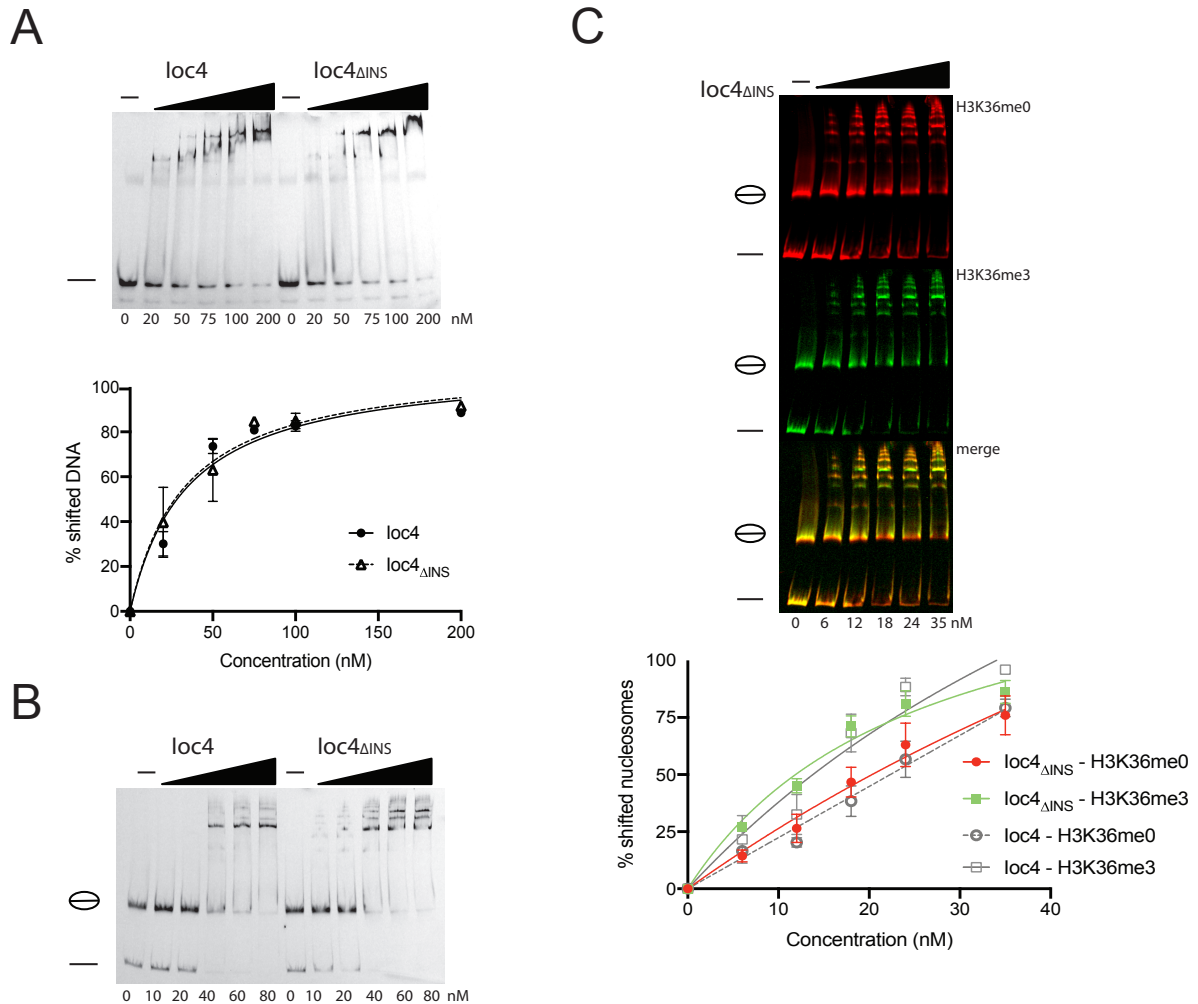 A
Ioc4 Ioc4ΔINS
— —
0 20 50 75 100 200 0 20 50 75 100 200 nM
100
80
60
40
20
0
% shifted DNA
Ioc4
Ioc4ΔINS
0 50 100 150 200
Concentration (nM)
B
Ioc4 Ioc4ΔINS
— —
0 10 20 40 60 80 0 10 20 40 60 80 nM
C
Ioc4ΔINS —
H3K36me0
H3K36me3
merge
0 6 12 18 24 35 nM
100
75
50
25
0
% shifted nucleosomes
Ioc4ΔINS - H3K36me0
Ioc4ΔINS - H3K36me3
Ioc4 - H3K36me0
Ioc4 - H3K36me3
0 10 20 30 40
Concentration (nM)